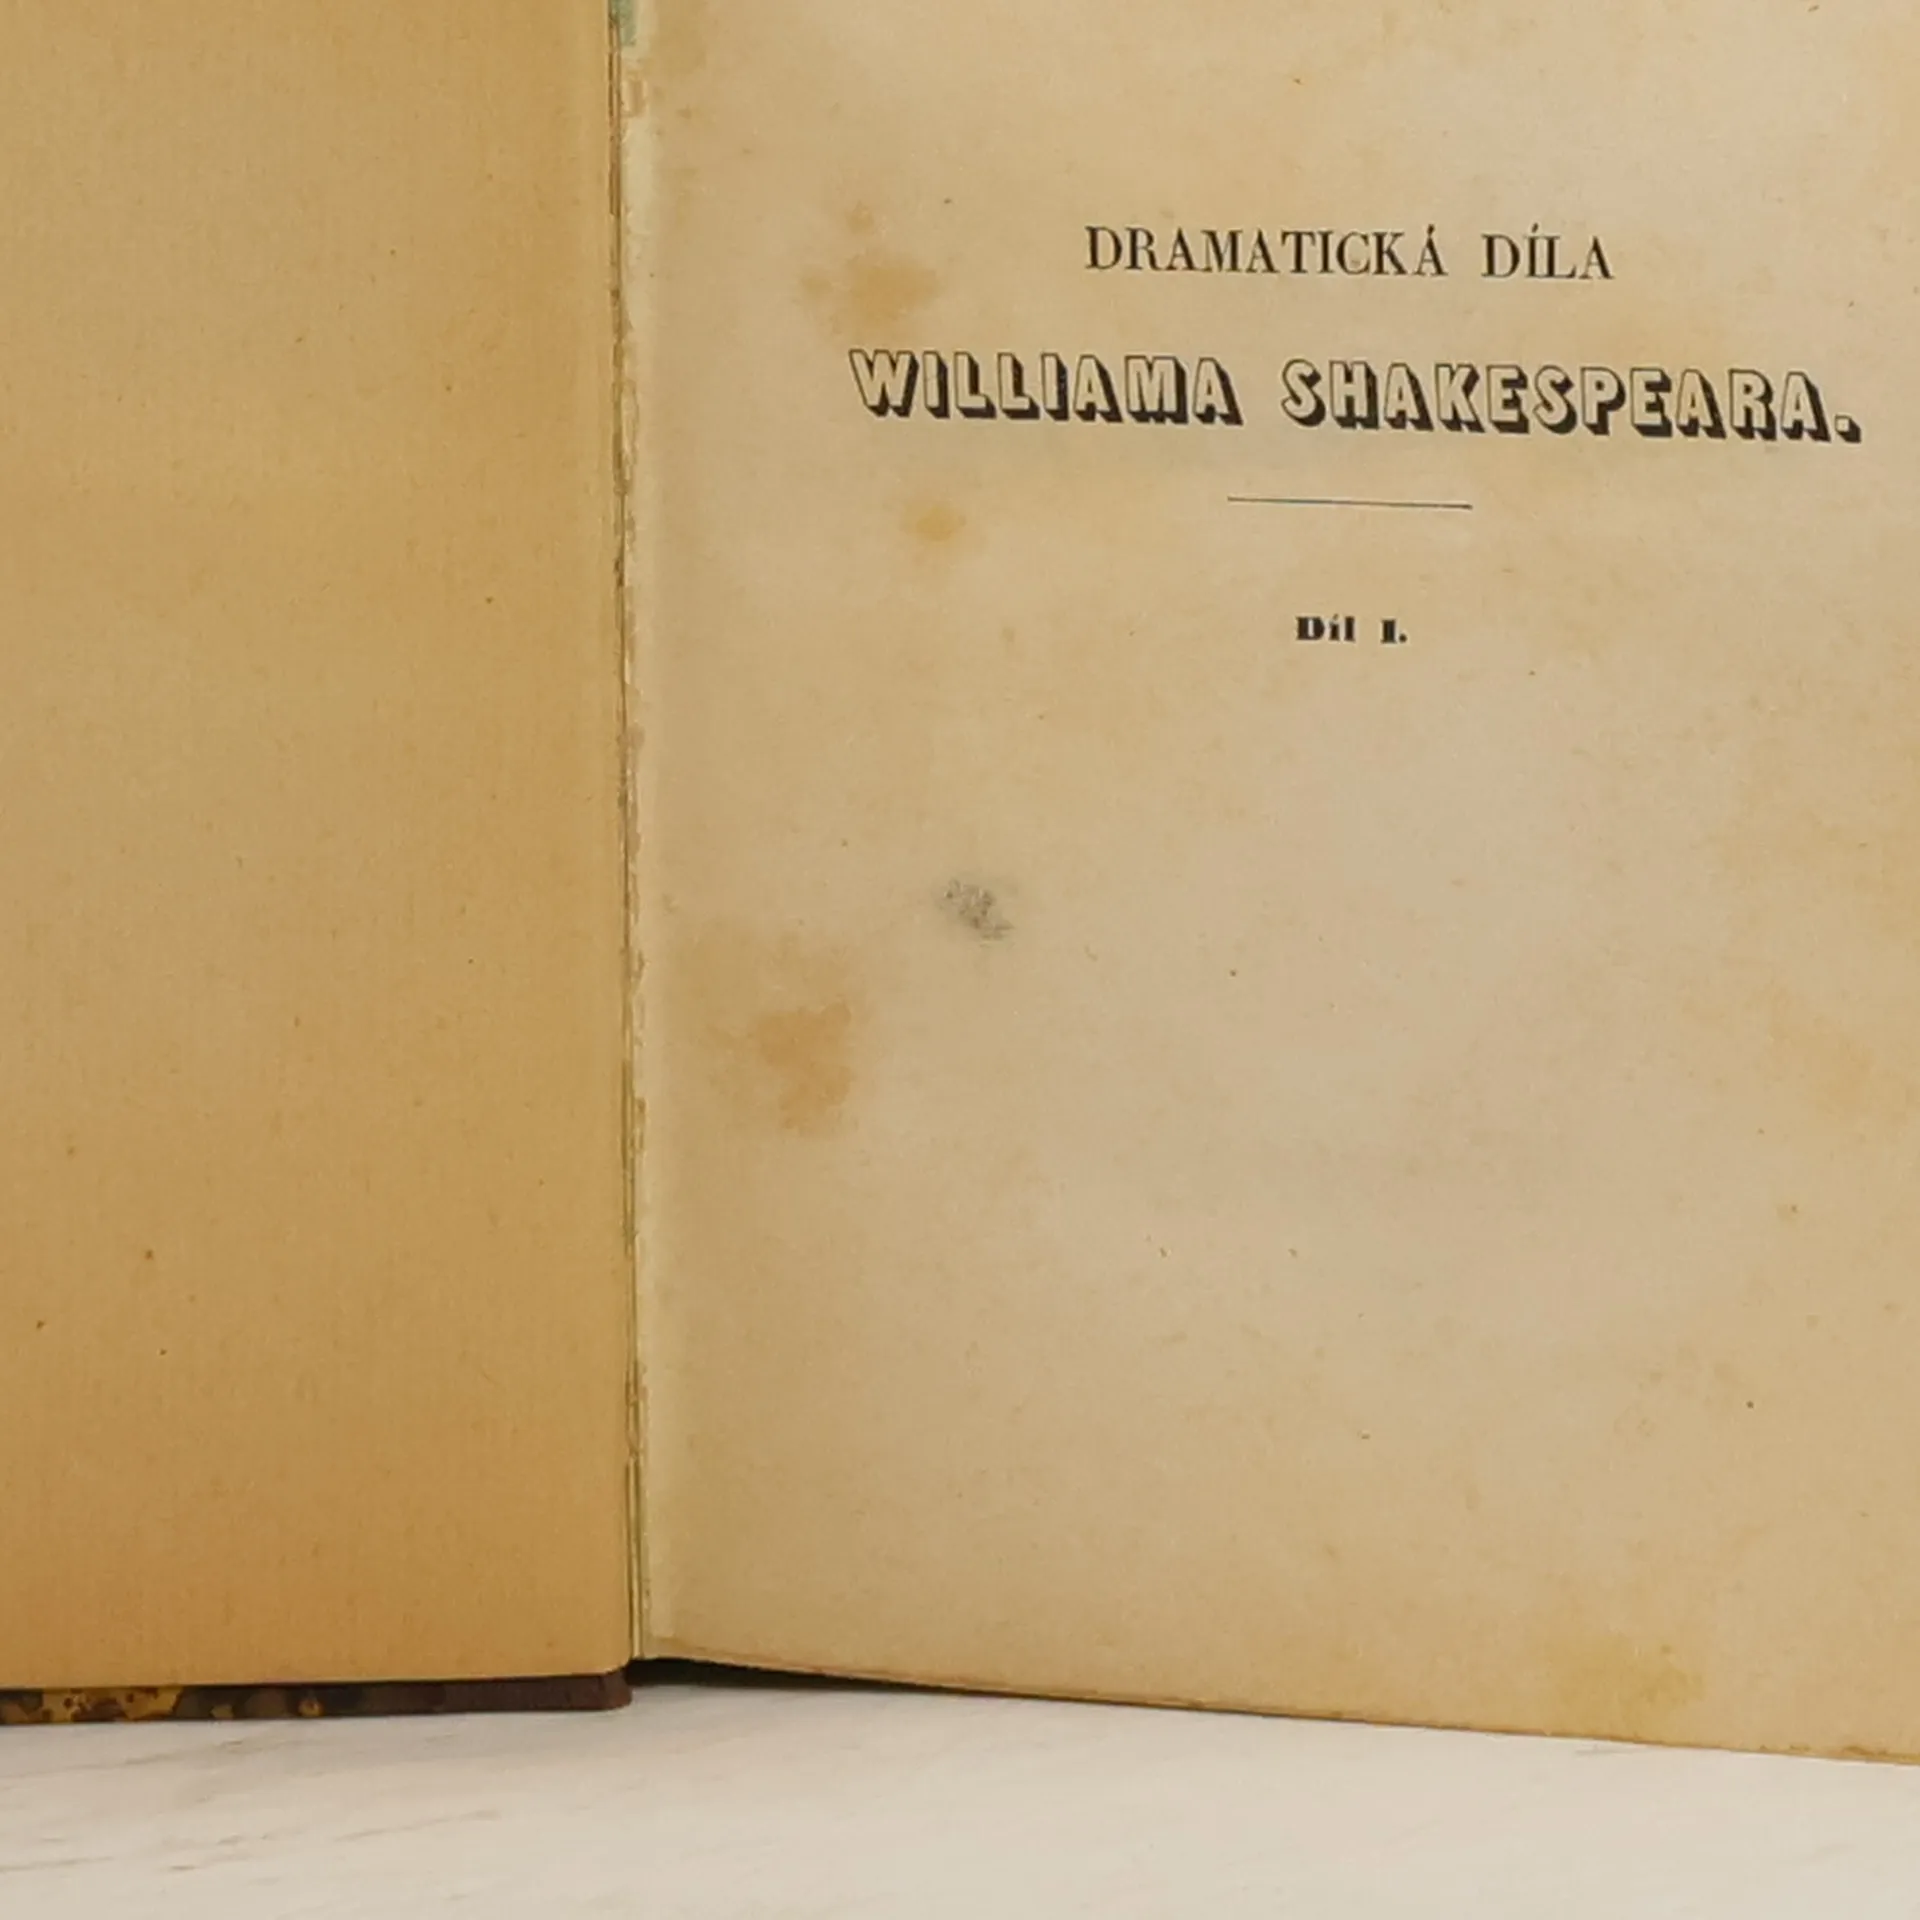 DRAMATICKÁ DÍLA
WILLIAMA SHAKESPEARA.
Díl I.